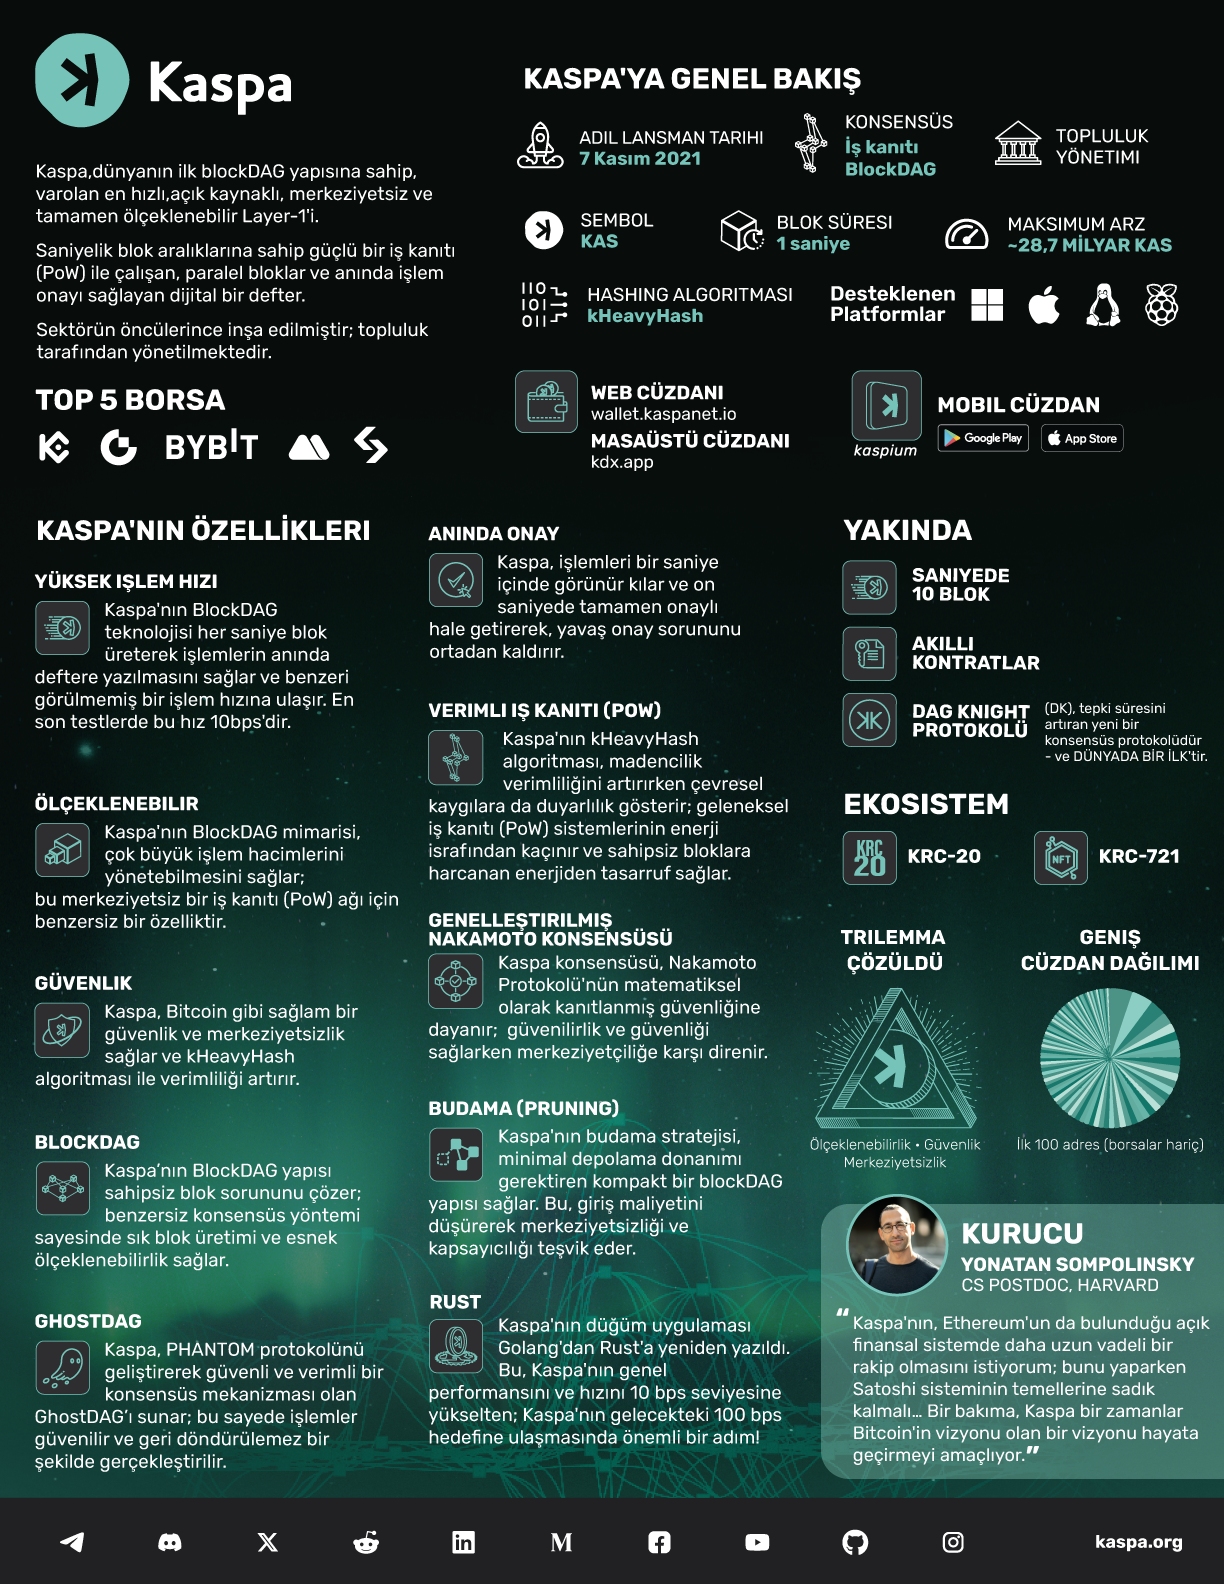 Kaspa
Kaspa,dünyanın ilk blockDAG yapısına sahip,
varolan en hızlı,açık kaynaklı, merkeziyetsiz ve
tamamen ölçeklenebilir Layer-1'i.
Saniyelik blok aralıklarına sahip güçlü bir iş kanıtı
(PoW) ile çalışan, paralel bloklar ve anında işlem
onayı sağlayan dijital bir defter.
Sektörün öncülerince inşa edilmiştir; topluluk
tarafından yönetilmektedir.
TOP 5 BORSA
BYBIT
KASPA'YA GENEL BAKIŞ
ADIL LANSMAN TARIHI
7 Kasım 2021
KONSENSÜS
İş kanıtı
BlockDAG
TOPLULUK
YÖNETIMI
SEMBOL
KAS
BLOK SÜRESI
1 saniye
MAKSIMUM ARZ
~28,7 MİLYAR KAS
110
101
011
HASHING ALGORITMASI
kHeavyHash
Desteklenen
Platformlar
WEB CÜZDANI
wallet.kaspanet.io
MASAÜSTÜ CÜZDANI
kdx.app
kaspium
MOBIL CÜZDAN
Google Play
App Store
KASPA'NIN ÖZELLİKLERI
YÜKSEK IŞLEM HIZI
Kaspa'nın BlockDAG
teknolojisi her saniye blok
üreterek işlemlerin anında
deftere yazılmasını sağlar ve benzeri
görülmemiş bir işlem hızına ulaşır. En
son testlerde bu hız 10bps'dir.
ÖLÇEKLENEBILIR
Kaspa'nın BlockDAG mimarisi,
çok büyük işlem hacimlerini
yönetebilmesini sağlar;
bu merkeziyetsiz bir iş kanıtı (PoW) ağı için
benzersiz bir özelliktir.
GÜVENLIK
Kaspa, Bitcoin gibi sağlam bir
güvenlik ve merkeziyetsizlik
sağlar ve kHeavyHash
algoritması ile verimliliği artırır.
BLOCKDAG
Kaspa’nın BlockDAG yapısı
sahipsiz blok sorununu çözer;
benzersiz konsensüs yöntemi
sayesinde sık blok üretimi ve esnek
ölçeklenebilirlik sağlar.
GHOSTDAG
Kaspa, PHANTOM protokolünü
geliştirerek güvenli ve verimli bir
konsensüs mekanizması olan
GhostDAG’ı sunar; bu sayede işlemler
güvenilir ve geri döndürülemez bir
şekilde gerçekleştirilir.
ANINDA ONAY
Kaspa, işlemleri bir saniye
içinde görünür kılar ve on
saniyede tamamen onaylı
hale getirerek, yavaş onay sorununu
ortadan kaldırır.
VERIMLI IŞ KANITI (POW)
Kaspa'nın kHeavyHash
algoritması, madencilik
verimliliğini artırırken çevresel
kaygılara da duyarlılık gösterir; geleneksel
iş kanıtı (PoW) sistemlerinin enerji
israfından kaçınır ve sahipsiz bloklara
harcanan enerjiden tasarruf sağlar.
GENELLEŞTIRILMIŞ
NAKAMOTO KONSENSÜSÜ
Kaspa konsensüsü, Nakamoto
Protokolü'nün matematiksel
olarak kanıtlanmış güvenliğine
dayanır; güvenilirlik ve güvenliği
sağlarken merkeziyetçiliğe karşı direnir.
BUDAMA (PRUNING)
Kaspa'nın budama stratejisi,
minimal depolama donanımı
gerektiren kompakt bir blockDAG
yapısı sağlar. Bu, giriş maliyetini
düşürerek merkeziyetsizliği ve
kapsayıcılığı teşvik eder.
RUST
Kaspa'nın düğüm uygulaması
Golang'dan Rust'a yeniden yazıldı.
Bu, Kaspa'nın genel
performansını ve hızını 10 bps seviyesine
yükselten; Kaspa'nın gelecekteki 100 bps
hedefine ulaşmasında önemli bir adım!
YAKINDA
SANIYEDE
10 BLOK
AKILLI
KONTRATLAR
DAG KNIGHT
PROTOKOLÜ
(DK), tepki süresini
artıran yeni bir
konsensüs protokolüdür
- ve DÜNYADA BİR İLK'tir.
EKOSISTEM
KRC
20
KRC-20
NFT
KRC-721
TRILEMMA
ÇÖZÜLDÜ
Ölçeklenebilirlik • Güvenlik
Merkeziyetsizlik
GENIŞ
CÜZDAN DAĞILIMI
İlk 100 adres (borsalar hariç)
KURUCU
YONATAN SOMPOLINSKY
CS POSTDOC, HARVARD
“Kaspa'nın, Ethereum'un da bulunduğu açık
finansal sistemde daha uzun vadeli bir
rakip olmasını istiyorum; bunu yaparken
Satoshi sisteminin temellerine sadık
kalmalı... Bir bakıma, Kaspa bir zamanlar
Bitcoin'in vizyonu olan bir vizyonu hayata
geçirmeyi amaçlıyor.”
kaspa.org